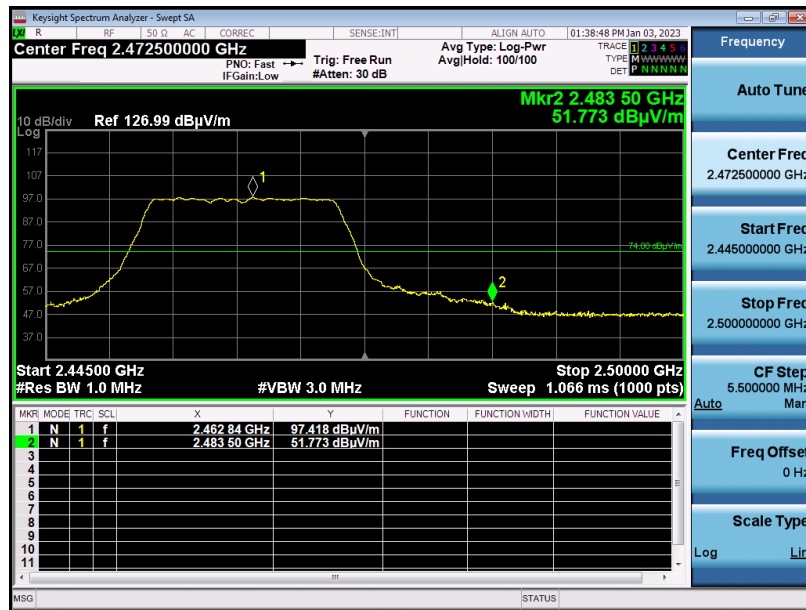 Keysight Spectrum Analyzer - Swept SA
R RF 50 Ω AC CORREC SENSE:INT ALIGN AUTO 01:38:48 PM Jan 03, 2023
Center Freq 2.472500000 GHz
PNO: Fast
IFGain:Low
Trig: Free Run
#Atten: 30 dB
Avg Type: Log-Pwr
Avg|Hold: 100/100
TRACE 1 2 3 4 5 6
TYPE M W W W W W
DET P N N N N N
Mkr2 2.483 50 GHz
51.773 dBµV/m
10 dB/div Ref 126.99 dBµV/m
Log
117
107
97.0
87.0
77.0
67.0
57.0
47.0
37.0
1
2
74.00 dBµV/m
Start 2.44500 GHz Stop 2.50000 GHz
#Res BW 1.0 MHz #VBW 3.0 MHz Sweep 1.066 ms (1000 pts)
MKR MODE TRC SCL X Y FUNCTION FUNCTION WIDTH FUNCTION VALUE
1 N 1 f 2.462 84 GHz 97.418 dBµV/m
2 N 1 f 2.483 50 GHz 51.773 dBµV/m
3
4
5
6
7
8
9
10
11
MSG STATUS
Frequency
Auto Tune
Center Freq
2.472500000 GHz
Start Freq
2.445000000 GHz
Stop Freq
2.500000000 GHz
CF Step
5.500000 MHz
Auto Man
Freq Offset
0 Hz
Scale Type
Log Lin